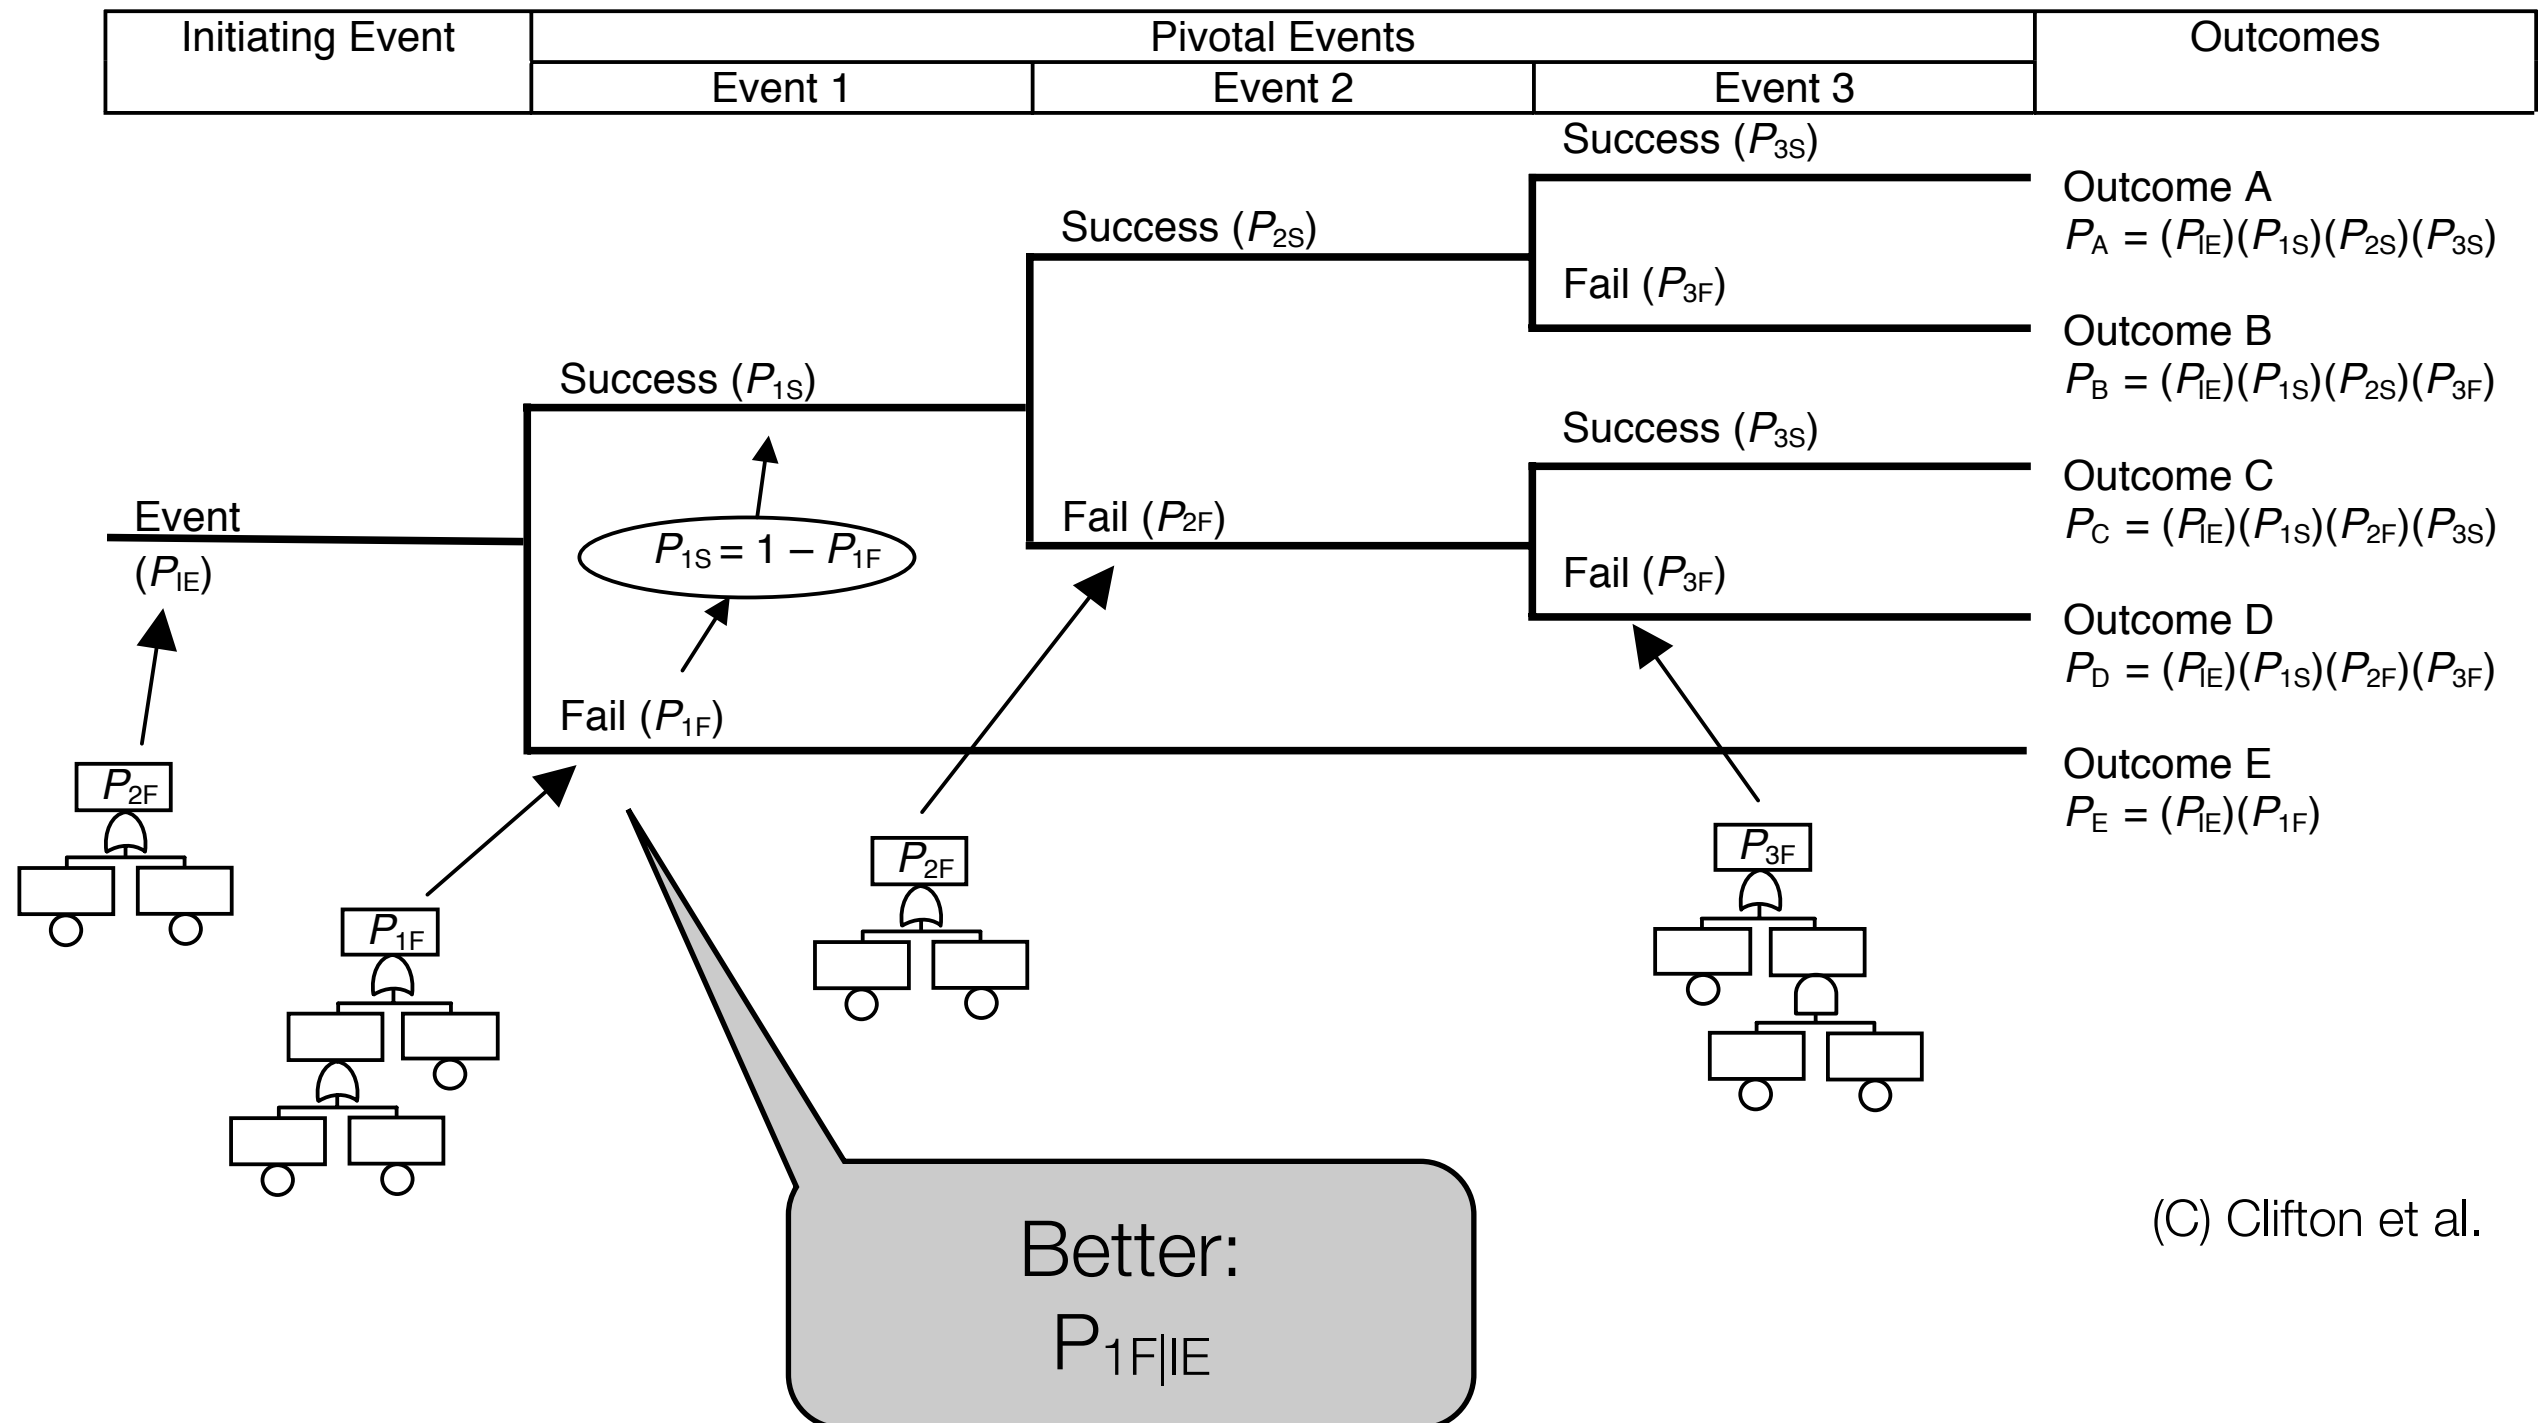 Initiating Event
Pivotal Events
Outcomes
Event 1
Event 2
Event 3
Success (P3S)
Outcome A
PA = (PIE)(P1S)(P2S)(P3S)
Success (P2S)
Fail (P3F)
Outcome B
PB = (PIE)(P1S)(P2S)(P3F)
Success (P1S)
Success (P3S)
Outcome C
PC = (PIE)(P1S)(P2F)(P3S)
Event
(PIE)
P1S = 1 – P1F
Fail (P2F)
Fail (P3F)
Outcome D
PD = (PIE)(P1S)(P2F)(P3F)
Fail (P1F)
Outcome E
PE = (PIE)(P1F)
P2F
P1F
P2F
P3F
Better:
P1F|IE
(C) Clifton et al.